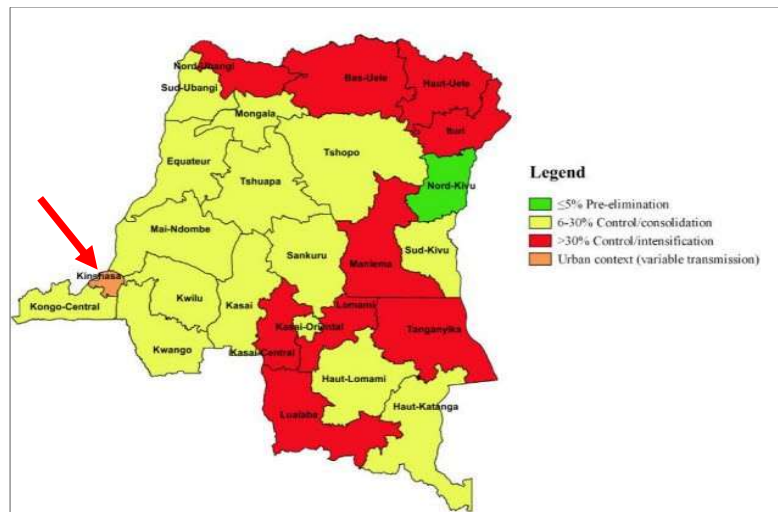 Nord-Ubangi
Bas-Uele
Haut-Uele
Sud-Ubangi
Mongala
Ituri
Tshopo
Equateur
Tshuapa
Nord-Kivu
Mai-Ndombe
Sankuru
Maniema
Sud-Kivu
Kinshasa
Kongo-Central
Kwilu
Kasai
Lomami
Kasai-Oriental
Tanganyika
Kwango
Kasai-Central
Haut-Lomami
Haut-Katanga
Lualaba
Legend
≤5% Pre-elimination
6-30% Control/consolidation
>30% Control/intensification
Urban context (variable transmission)